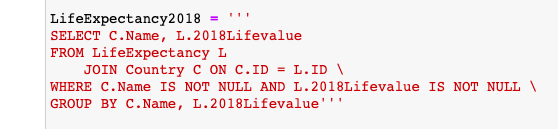 LifeExpectancy2018 = '''
SELECT C.Name, L.2018Lifevalue
FROM LifeExpectancy L
    JOIN Country C ON C.ID = L.ID \
WHERE C.Name IS NOT NULL AND L.2018Lifevalue IS NOT NULL \
GROUP BY C.Name, L.2018Lifevalue'''